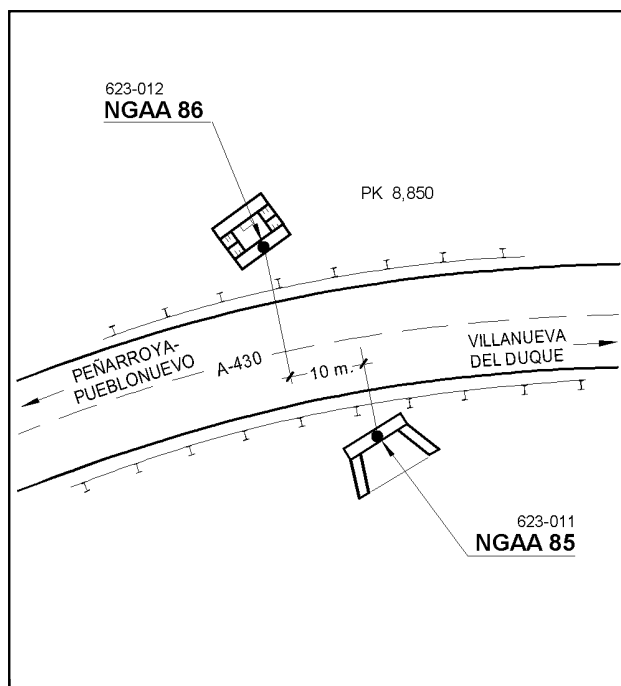 623-012
NGAA 86
PK 8,850
PEÑARROYA-
PUEBLONUEVO
A-430
10 m.
VILLANUEVA
DEL DUQUE
623-011
NGAA 85